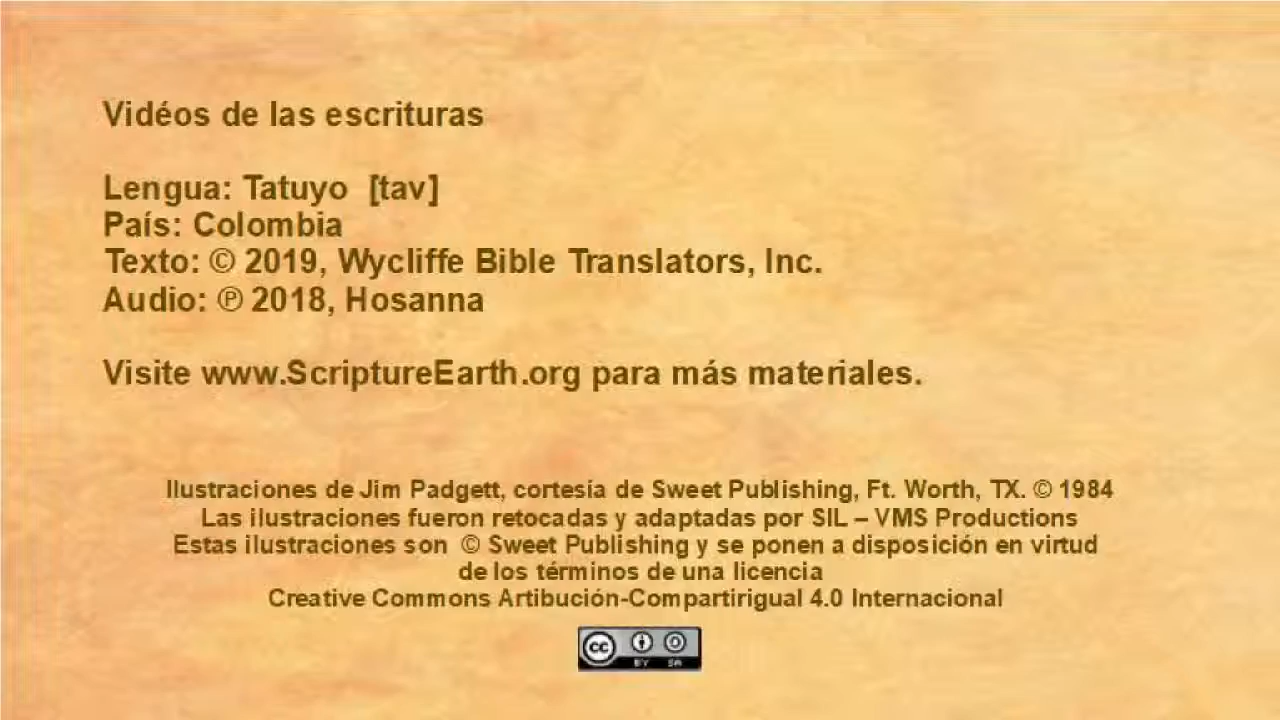 Vidéos de las escrituras
Lengua: Tatuyo [tav]
País: Colombia
Texto: © 2019, Wycliffe Bible Translators, Inc.
Audio: ℗ 2018, Hosanna
Visite www.ScriptureEarth.org para más materiales.
Ilustraciones de Jim Padgett, cortesía de Sweet Publishing, Ft. Worth, TX. © 1984
Las ilustraciones fueron retocadas y adaptadas por SIL – VMS Productions
Estas ilustraciones son © Sweet Publishing y se ponen a disposición en virtud
de los términos de una licencia
Creative Commons Artibución-Compartirigual 4.0 Internacional
cc BY SA